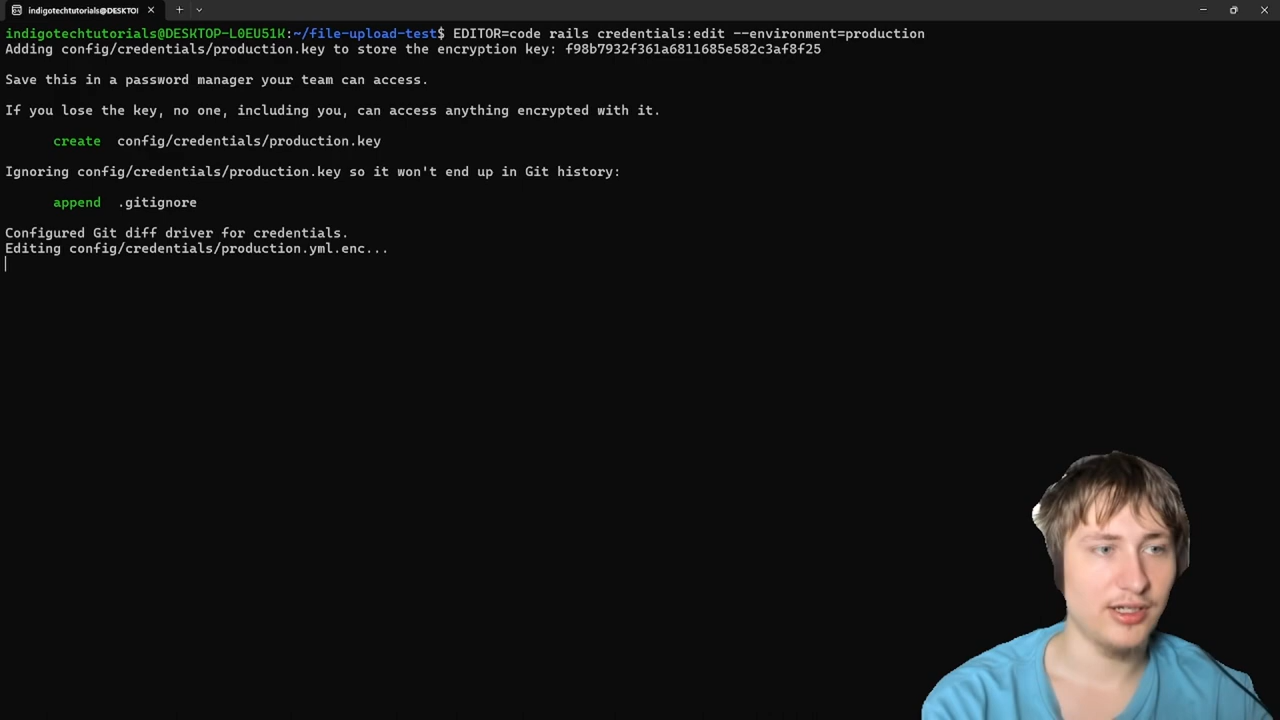 indigotechtutorials@DESKTOP
indigotechtutorials@DESKTOP-L0EU51K:~/file-upload-test$ EDITOR=code rails credentials:edit --environment=production
Adding config/credentials/production.key to store the encryption key: f98b7932f361a6811685e582c3af8f25
Save this in a password manager your team can access.
If you lose the key, no one, including you, can access anything encrypted with it.
create config/credentials/production.key
Ignoring config/credentials/production.key so it won't end up in Git history:
append .gitignore
Configured Git diff driver for credentials.
Editing config/credentials/production.yml.enc...